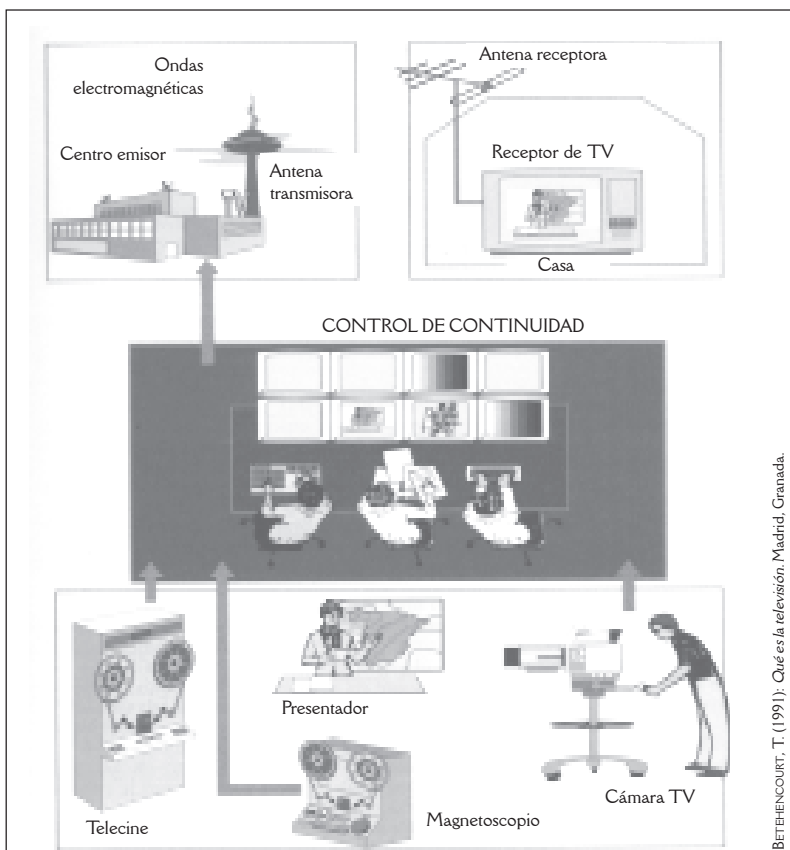 Ondas
electromagnéticas
Centro emisor
Antena
transmisora
Antena receptora
Receptor de TV
Casa
CONTROL DE CONTINUIDAD
Presentador
Telecine
Magnetoscopio
Cámara TV
BETEHENCOURT, T. (1991): Qué es la televisión. Madrid, Granada.